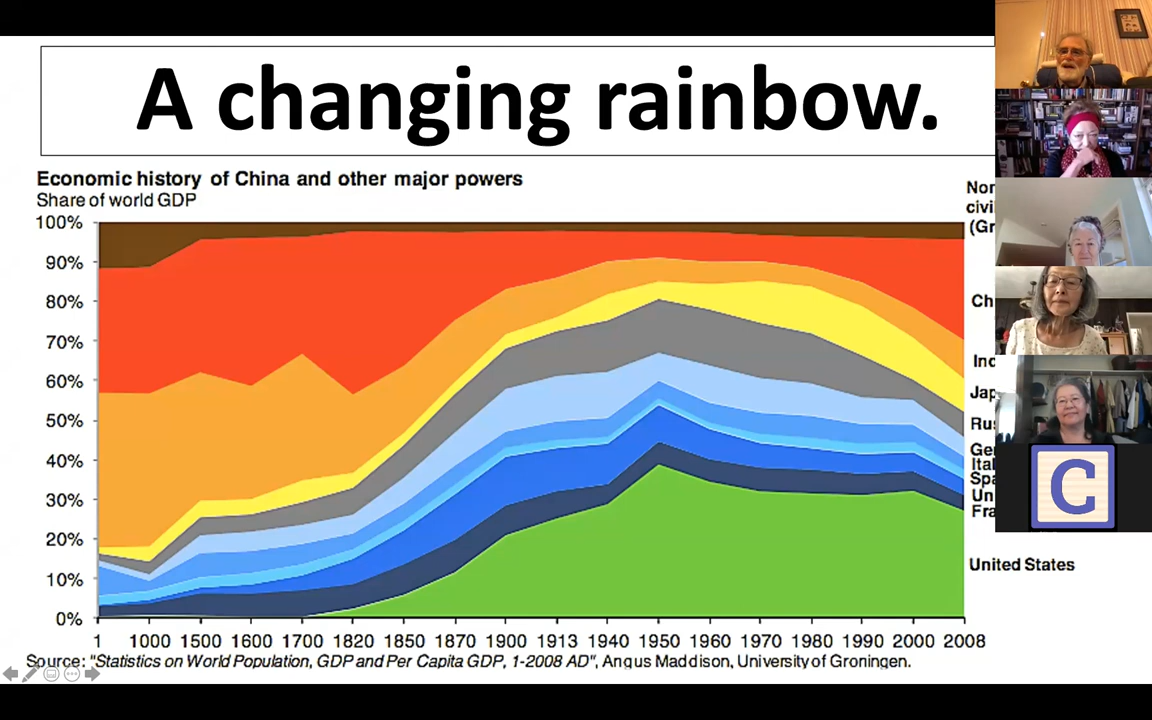 A changing rainbow.
Economic history of China and other major powers
Share of world GDP
100%
90%
80%
70%
60%
50%
40%
30%
20%
10%
0%
1 1000 1500 1600 1700 1820 1850 1870 1900 1913 1940 1950 1960 1970 1980 1990 2000 2008
United States
Source: "Statistics on World Population, GDP and Per Capita GDP, 1-2008 AD", Angus Maddison, University of Groningen.
C